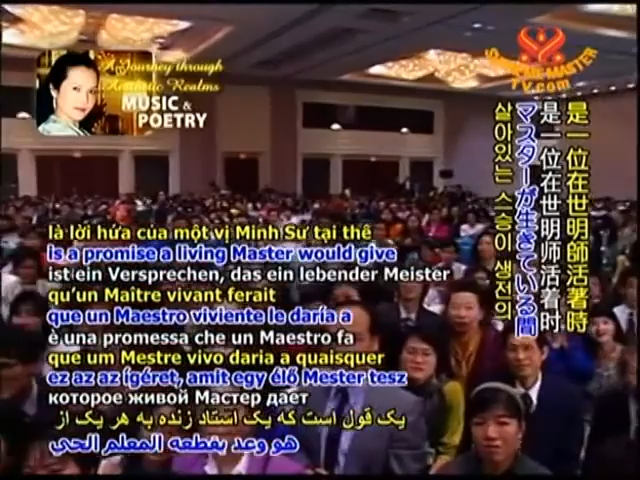 A Journey through
Aesthetic Realms
MUSIC &
POETRY
SUPREME MASTER
TV.com
là lời hứa của một vị Minh Sư tại thế
is a promise a living Master would give
ist ein Versprechen, das ein lebender Meister
qu'un Maître vivant ferait
que un Maestro viviente le daría a
è una promessa che un Maestro fa
que um Mestre vivo daria a quaisquer
ez az az ígéret, amit egy élő Mester tesz
которое живой Мастер даёт
یک قول است که یک استاد زنده به هر یک از
هو وعد يقطعه المعلم الحي
是一位在世明師活著時
是一位在世明师活着时
マスターが生きている間
살아있는 스승이 생전의